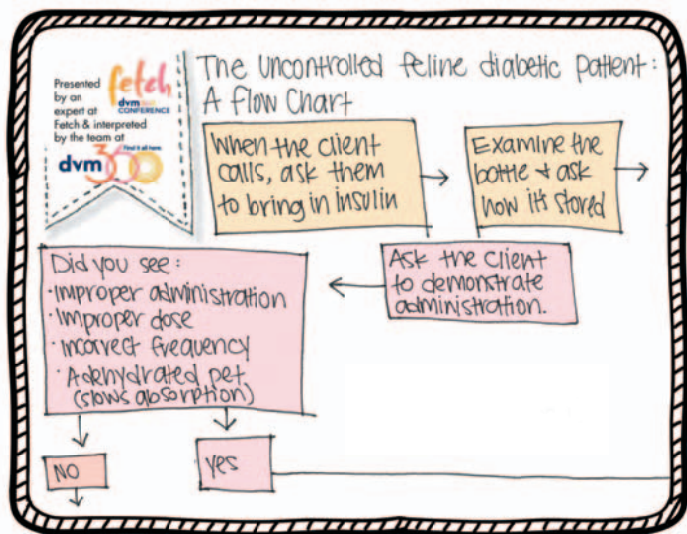 Presented
by an
expert at
Fetch & interpreted
by the team at
fetch
dvm360
CONFERENCE
Find it all here.
dvm360
The uncontrolled feline diabetic patient:
A Flow Chart
When the client
calls, ask them
to bring in insulin
Examine the
bottle & ask
how it's stored
Ask the client
to demonstrate
administration.
Did you see:
· Improper administration
· Improper dose
· Incorrect frequency
· A dehydrated pet
(slows absorption)
NO
yes